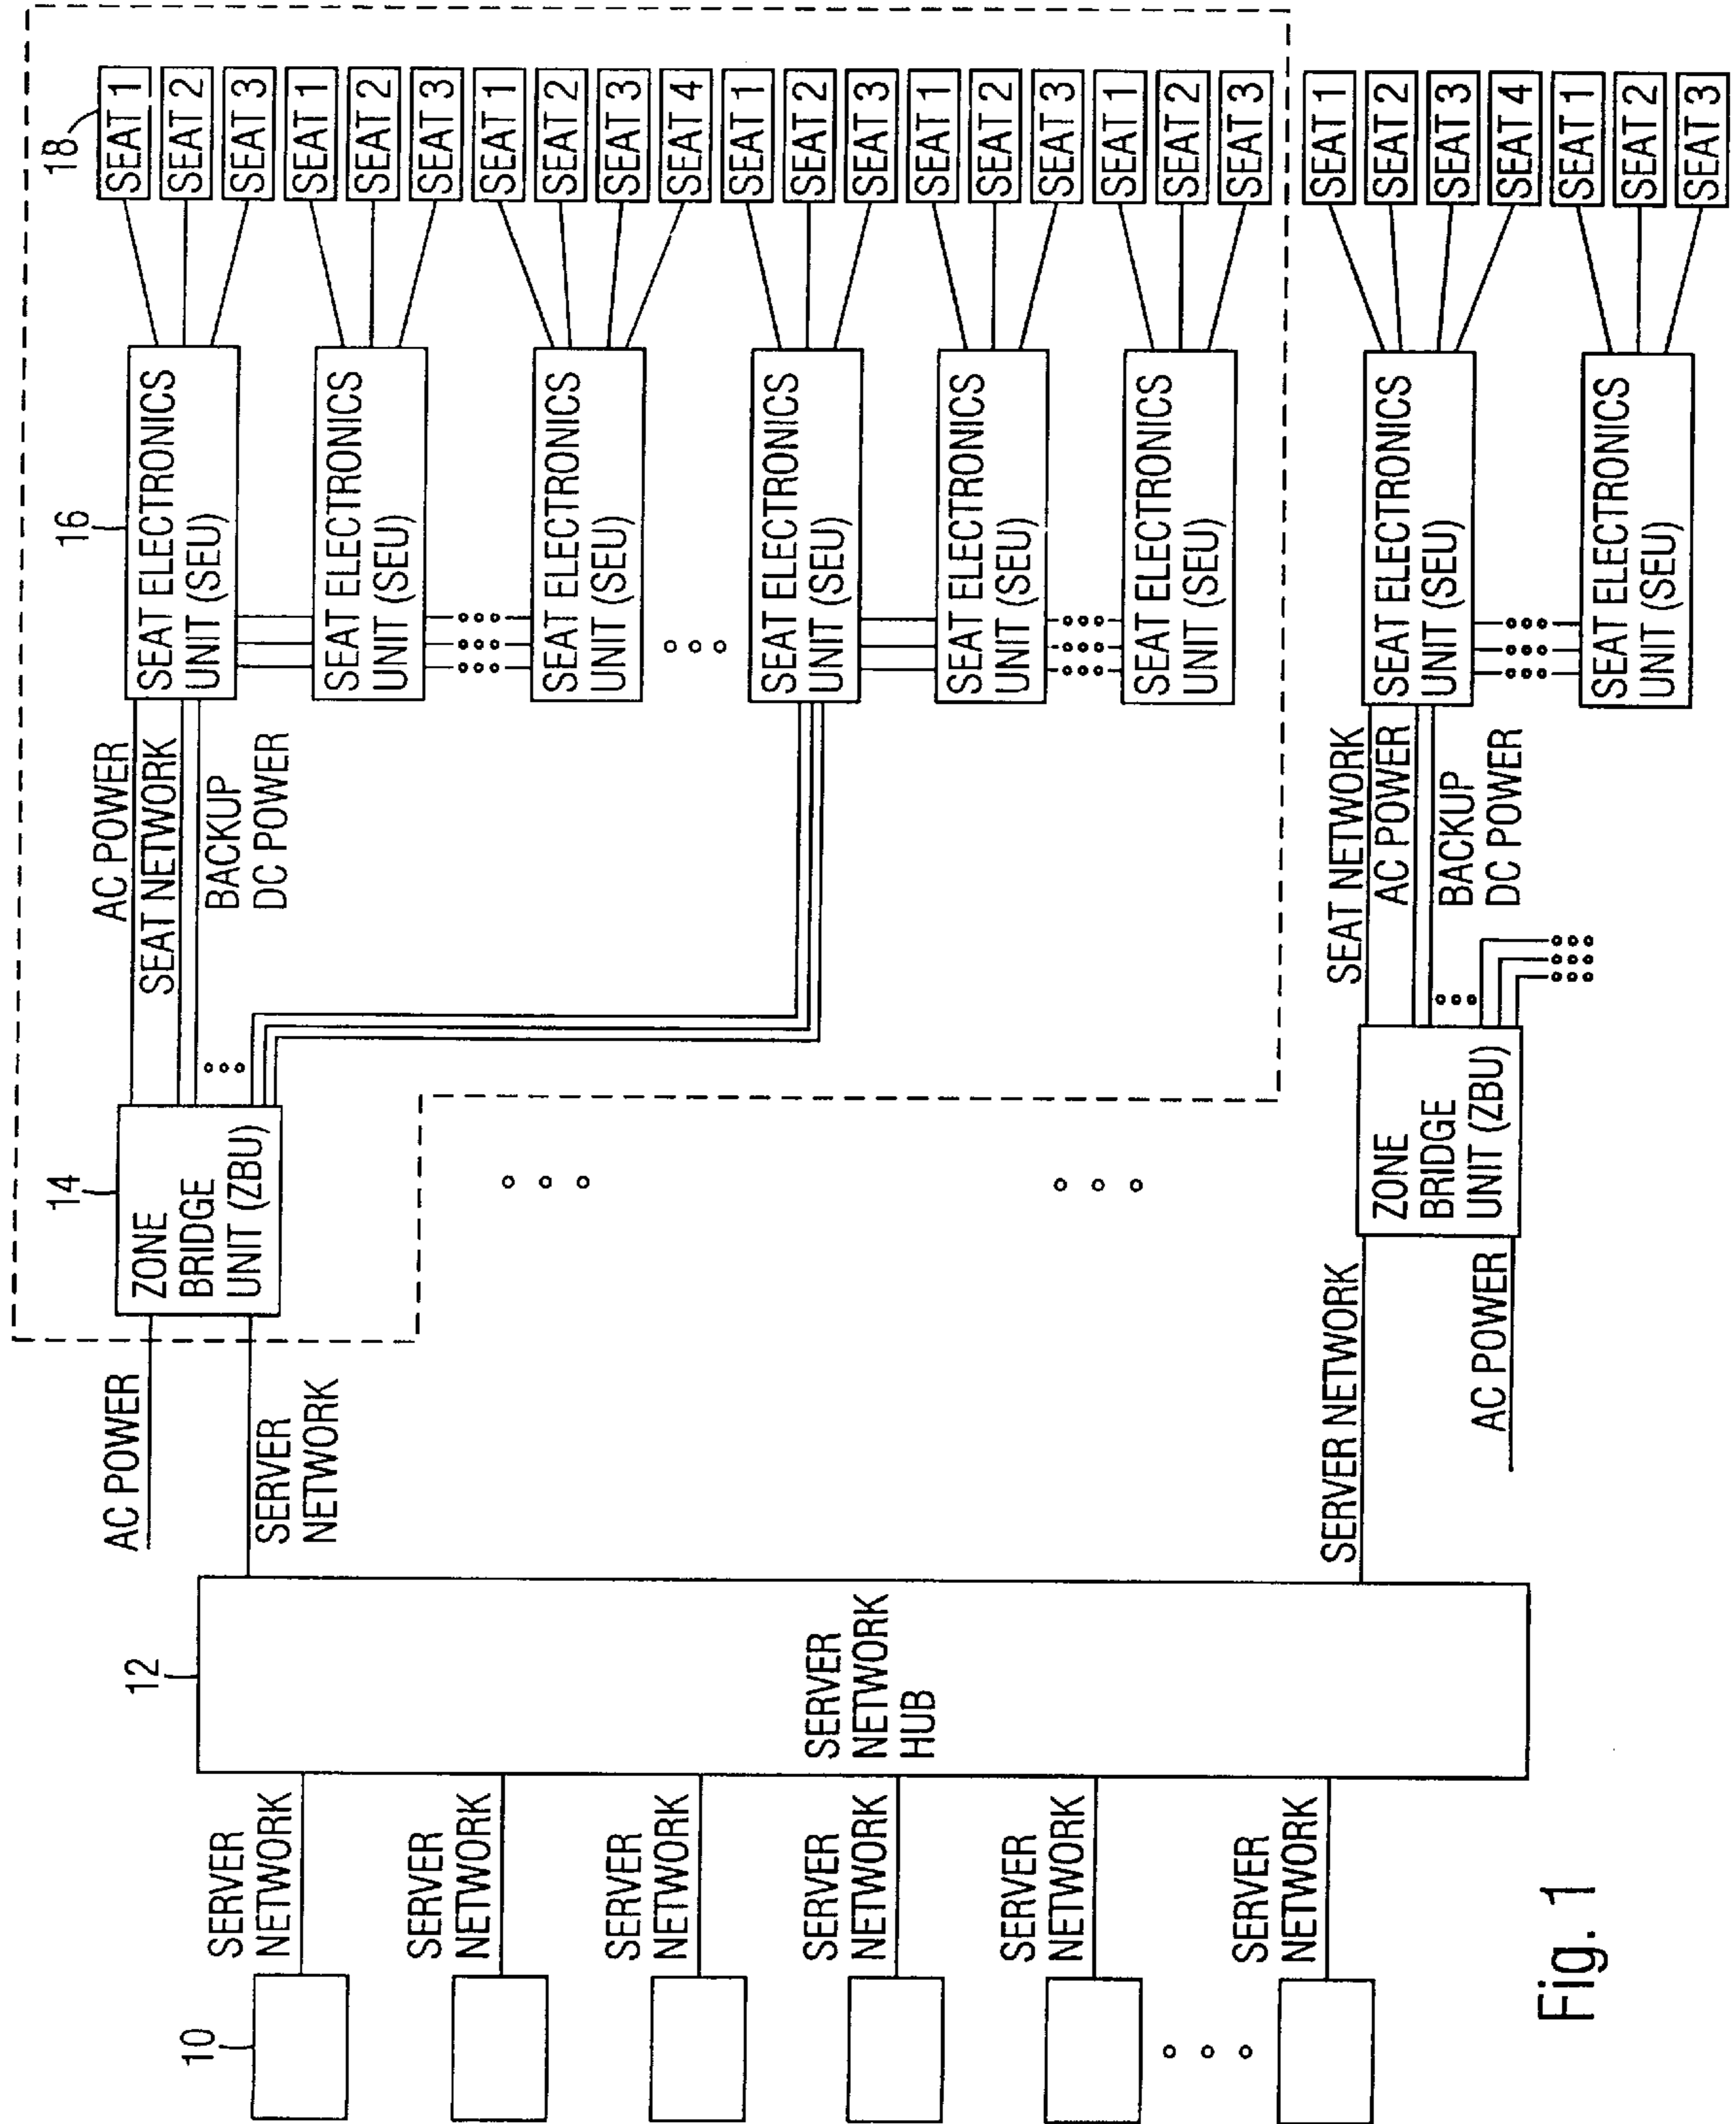 10
SERVER
NETWORK
SERVER
NETWORK
SERVER
NETWORK
SERVER
NETWORK
SERVER
NETWORK
SERVER
NETWORK
12
SERVER
NETWORK
HUB
AC POWER
SERVER
NETWORK
SERVER NETWORK
AC POWER
14
ZONE
BRIDGE
UNIT (ZBU)
ZONE
BRIDGE
UNIT (ZBU)
AC POWER
SEAT NETWORK
BACKUP
DC POWER
SEAT NETWORK
AC POWER
BACKUP
DC POWER
16
SEAT ELECTRONICS
UNIT (SEU)
SEAT ELECTRONICS
UNIT (SEU)
SEAT ELECTRONICS
UNIT (SEU)
SEAT ELECTRONICS
UNIT (SEU)
SEAT ELECTRONICS
UNIT (SEU)
SEAT ELECTRONICS
UNIT (SEU)
SEAT ELECTRONICS
UNIT (SEU)
SEAT ELECTRONICS
UNIT (SEU)
18
SEAT 1
SEAT 2
SEAT 3
SEAT 1
SEAT 2
SEAT 3
SEAT 1
SEAT 2
SEAT 3
SEAT 4
SEAT 1
SEAT 2
SEAT 3
SEAT 1
SEAT 2
SEAT 3
SEAT 1
SEAT 2
SEAT 3
SEAT 1
SEAT 2
SEAT 3
SEAT 4
SEAT 1
SEAT 2
SEAT 3
Fig. 1